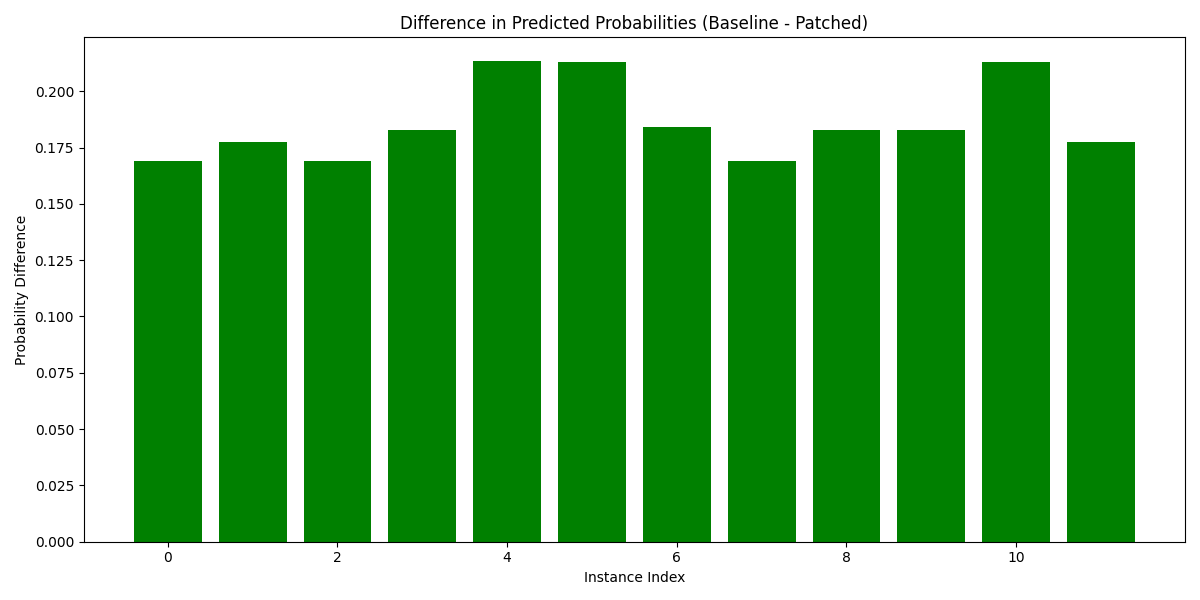 Difference in Predicted Probabilities (Baseline - Patched)
Probability Difference
0.200
0.175
0.150
0.125
0.100
0.075
0.050
0.025
0.000
0 2 4 6 8 10
Instance Index